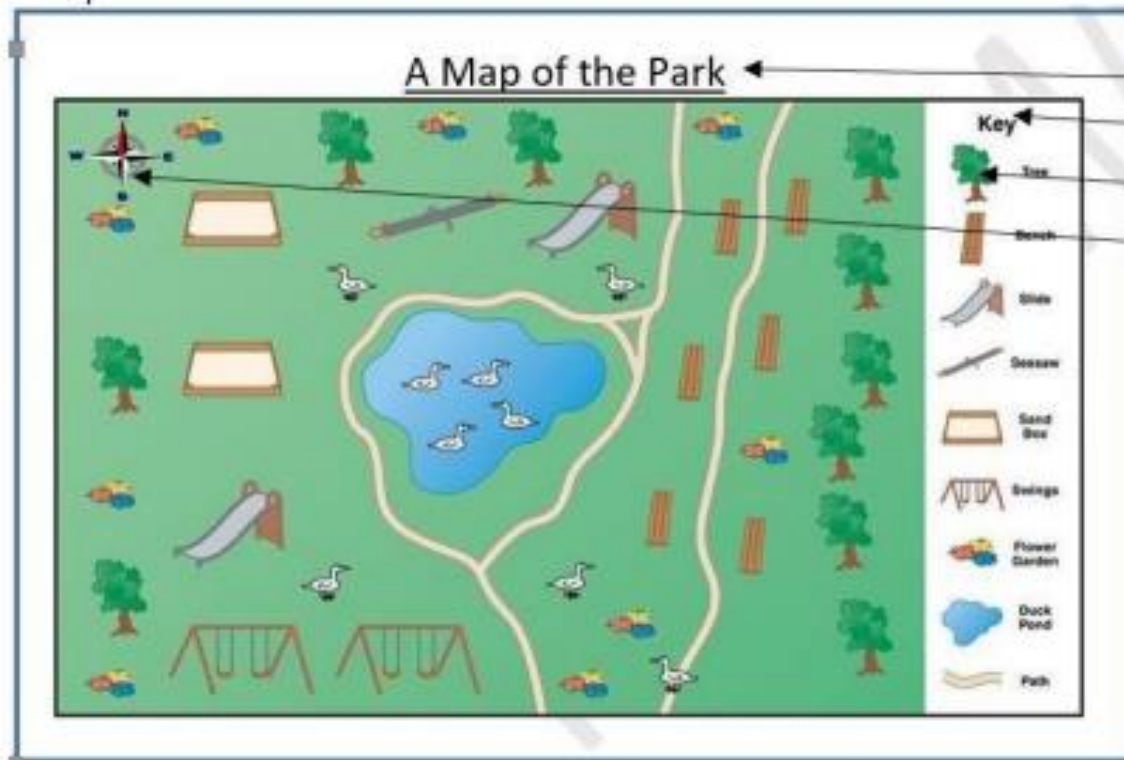 A Map of the Park
N
W E
S
Key
Tree
Bench
Slide
Seesaw
Sand
Box
Swings
Flower
Garden
Duck
Pond
Path